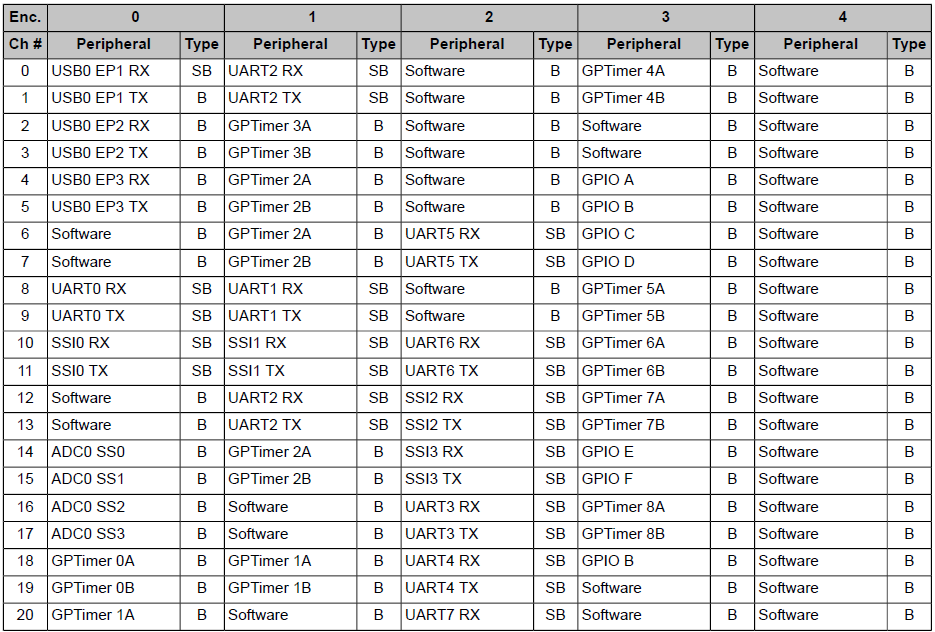 Enc. 0 1 2 3 4
Ch # Peripheral Type Peripheral Type Peripheral Type Peripheral Type Peripheral Type
0 USB0 EP1 RX SB UART2 RX SB Software B GPTimer 4A B Software B
1 USB0 EP1 TX B UART2 TX SB Software B GPTimer 4B B Software B
2 USB0 EP2 RX B GPTimer 3A B Software B Software B Software B
3 USB0 EP2 TX B GPTimer 3B B Software B Software B Software B
4 USB0 EP3 RX B GPTimer 2A B Software B GPIO A B Software B
5 USB0 EP3 TX B GPTimer 2B B Software B GPIO B B Software B
6 Software B GPTimer 2A B UART5 RX SB GPIO C B Software B
7 Software B GPTimer 2B B UART5 TX SB GPIO D B Software B
8 UART0 RX SB UART1 RX SB Software B GPTimer 5A B Software B
9 UART0 TX SB UART1 TX SB Software B GPTimer 5B B Software B
10 SSI0 RX SB SSI1 RX SB UART6 RX SB GPTimer 6A B Software B
11 SSI0 TX SB SSI1 TX SB UART6 TX SB GPTimer 6B B Software B
12 Software B UART2 RX SB SSI2 RX SB GPTimer 7A B Software B
13 Software B UART2 TX SB SSI2 TX SB GPTimer 7B B Software B
14 ADC0 SS0 B GPTimer 2A B SSI3 RX SB GPIO E B Software B
15 ADC0 SS1 B GPTimer 2B B SSI3 TX SB GPIO F B Software B
16 ADC0 SS2 B Software B UART3 RX SB GPTimer 8A B Software B
17 ADC0 SS3 B Software B UART3 TX SB GPTimer 8B B Software B
18 GPTimer 0A B GPTimer 1A B UART4 RX SB GPIO B B Software B
19 GPTimer 0B B GPTimer 1B B UART4 TX SB Software B Software B
20 GPTimer 1A B Software B UART7 RX SB Software B Software B